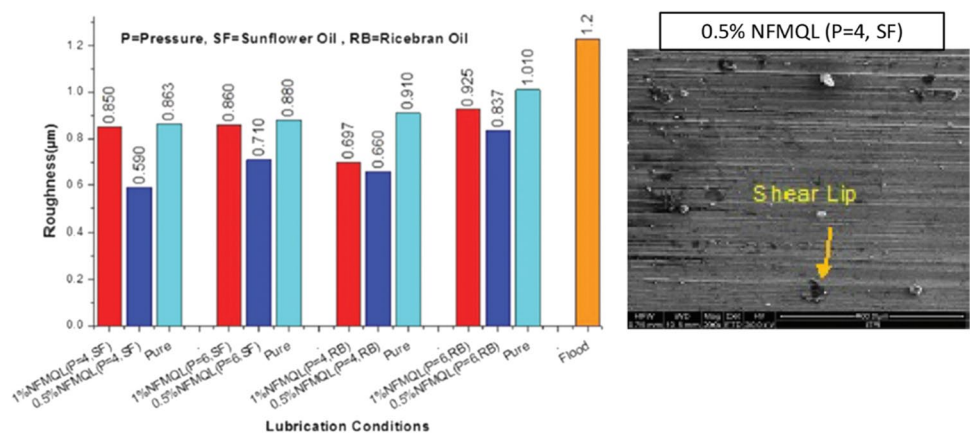 P=Pressure, SF=Sunflower Oil , RB=Ricebran Oil
Roughness(μm)
1.2
1.0
0.8
0.6
0.4
0.2
0.0
0.850
0.590
0.863
0.860
0.710
0.880
0.697
0.660
0.910
0.925
0.837
1.010
1.2
1%NFMQL(P=4,SF)
0.5%NFMQL(P=4,SF)
Pure
1%NFMQL(P=6,SF)
0.5%NFMQL(P=6,SF)
Pure
1%NFMQL(P=4,RB)
0.5%NFMQL(P=4,RB)
Pure
1%NFMQL(P=6,RB)
0.5%NFMQL(P=6,RB)
Pure
Flood
Lubrication Conditions
0.5% NFMQL (P=4, SF)
Shear Lip
HFW WD Mag Det HV